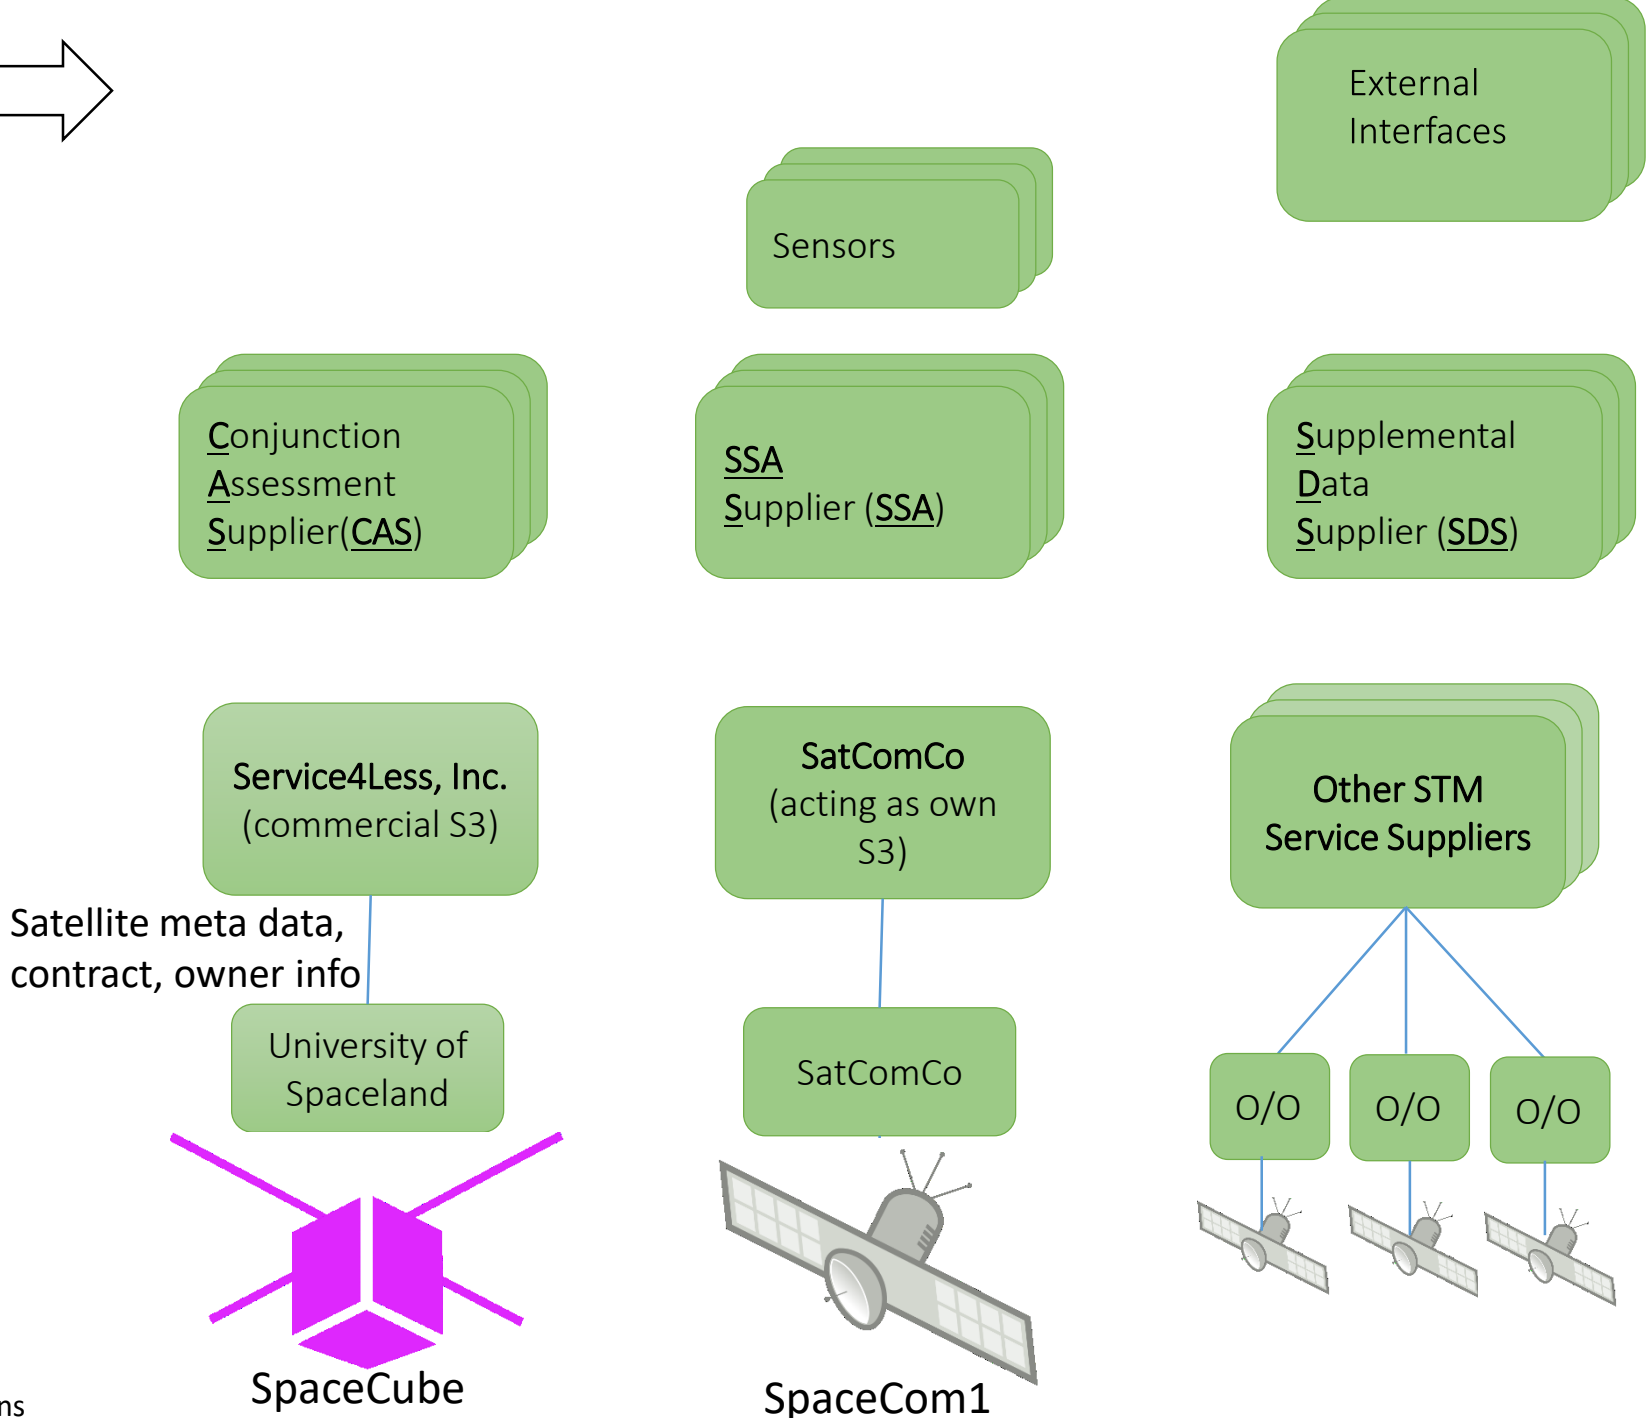 External
Interfaces
Sensors
Conjunction
Assessment
Supplier(CAS)
SSA
Supplier (SSA)
Supplemental
Data
Supplier (SDS)
Service4Less, Inc.
(commercial S3)
SatComCo
(acting as own
S3)
Other STM
Service Suppliers
Satellite meta data,
contract, owner info
University of
Spaceland
SatComCo
O/O
O/O
O/O
SpaceCube
SpaceCom1
ns